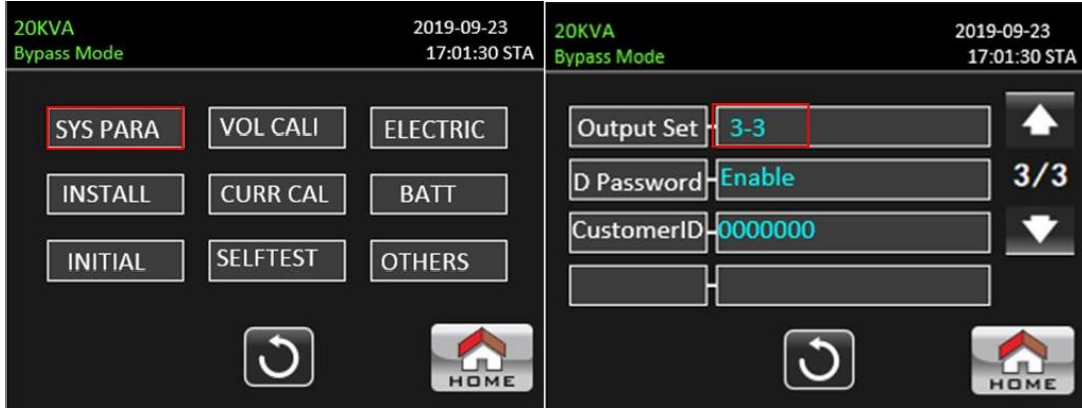 20KVA 2019-09-23
Bypass Mode 17:01:30 STA
SYS PARA VOL CALI ELECTRIC
INSTALL CURR CAL BATT
INITIAL SELFTEST OTHERS
HOME
20KVA 2019-09-23
Bypass Mode 17:01:30 STA
Output Set 3-3
D Password Enable 3/3
CustomerID 0000000
HOME